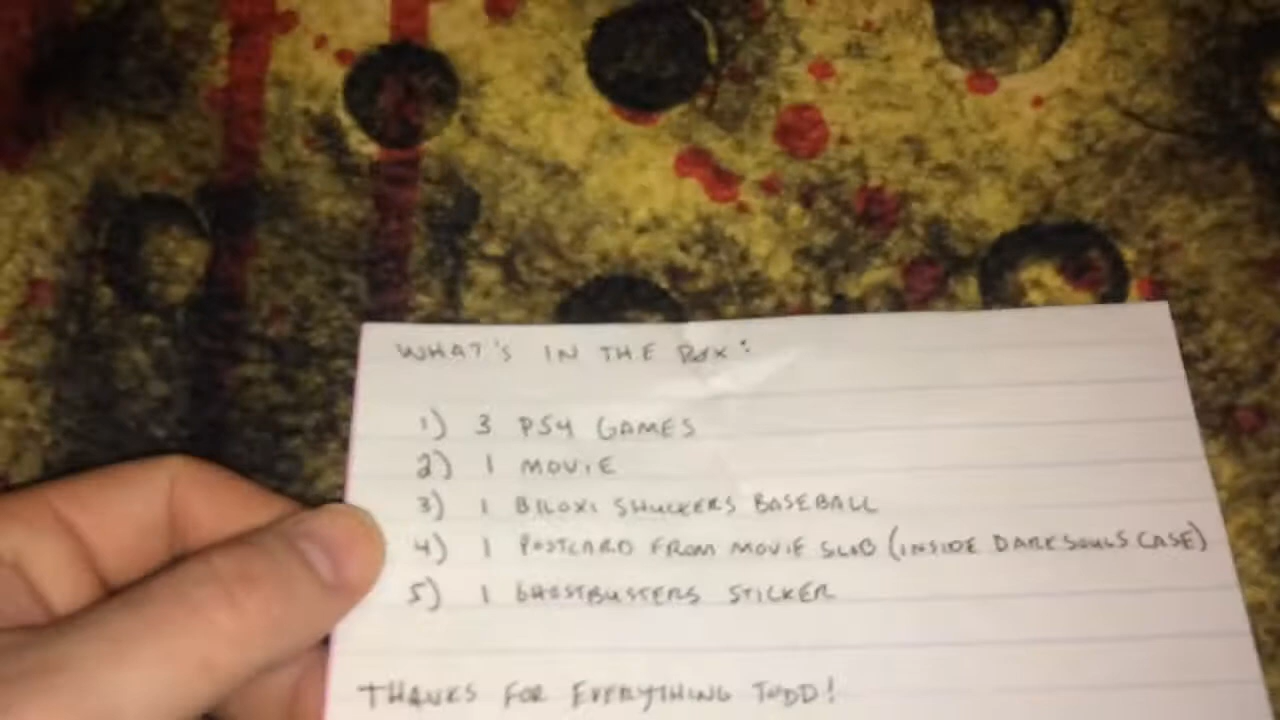 WHAT'S IN THE BOX:
1) 3 PS4 GAMES
2) 1 MOVIE
3) 1 BILOXI SHUCKERS BASEBALL
4) 1 POSTCARD FROM MOVIE SLUB (INSIDE DARKSOULS CASE)
5) 1 GHOSTBUSTERS STICKER
THANKS FOR EVERYTHING TODD!